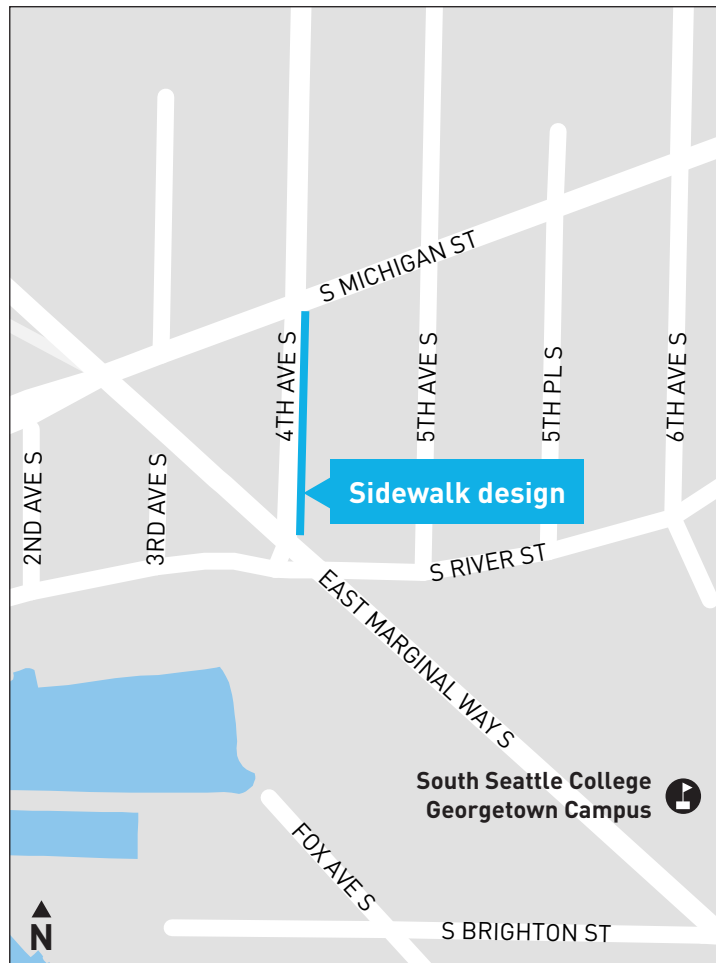 S MICHIGAN ST
4TH AVE S
5TH AVE S
5TH PL S
6TH AVE S
2ND AVE S
3RD AVE S
Sidewalk design
S RIVER ST
EAST MARGINAL WAY S
South Seattle College
Georgetown Campus
FOX AVE S
S BRIGHTON ST
N